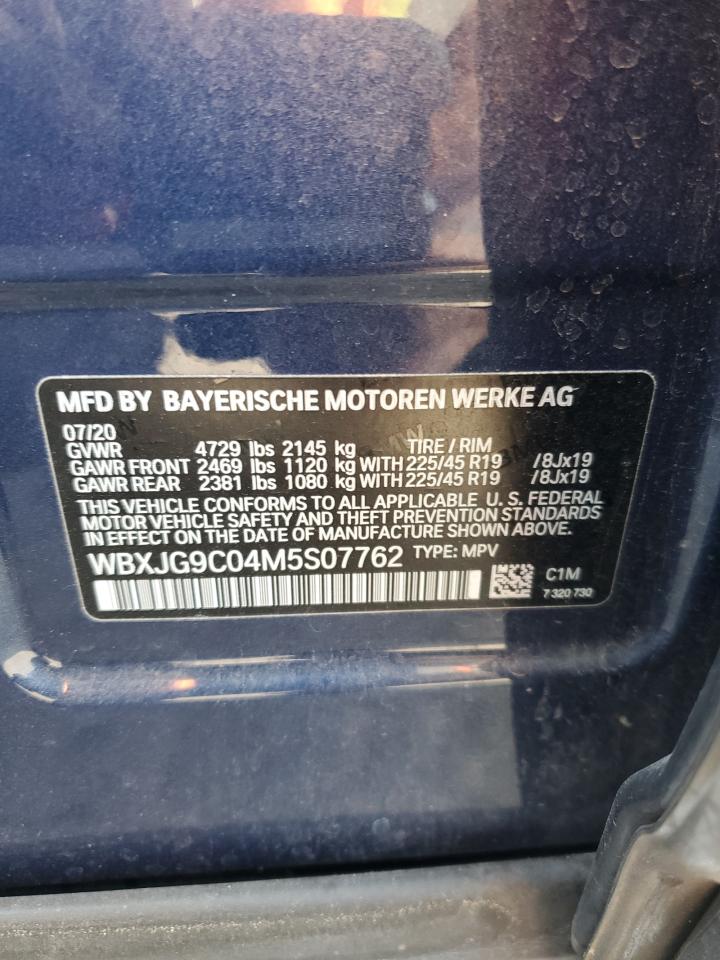 MFD BY BAYERISCHE MOTOREN WERKE AG
07/20
GVWR 4729 lbs 2145 kg TIRE / RIM
GAWR FRONT 2469 lbs 1120 kg WITH 225/45 R19 /8Jx19
GAWR REAR 2381 lbs 1080 kg WITH 225/45 R19 /8Jx19
THIS VEHICLE CONFORMS TO ALL APPLICABLE U. S. FEDERAL
MOTOR VEHICLE SAFETY AND THEFT PREVENTION STANDARDS
IN EFFECT ON THE DATE OF MANUFACTURE SHOWN ABOVE.
WBXJG9C04M5S07762 TYPE: MPV
C1M
7 320 730